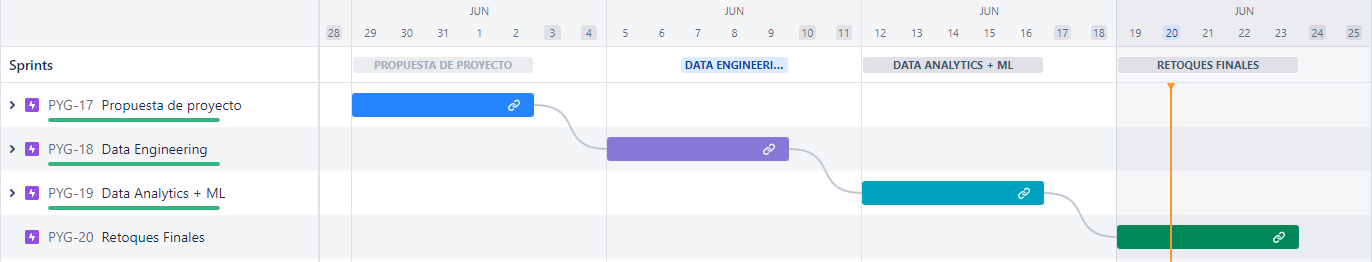 JUN JUN JUN JUN
28 29 30 31 1 2 3 4 5 6 7 8 9 10 11 12 13 14 15 16 17 18 19 20 21 22 23 24 25
Sprints PROPUESTA DE PROYECTO DATA ENGINEERI... DATA ANALYTICS + ML RETOQUES FINALES
PYG-17 Propuesta de proyecto
PYG-18 Data Engineering
PYG-19 Data Analytics + ML
PYG-20 Retoques Finales